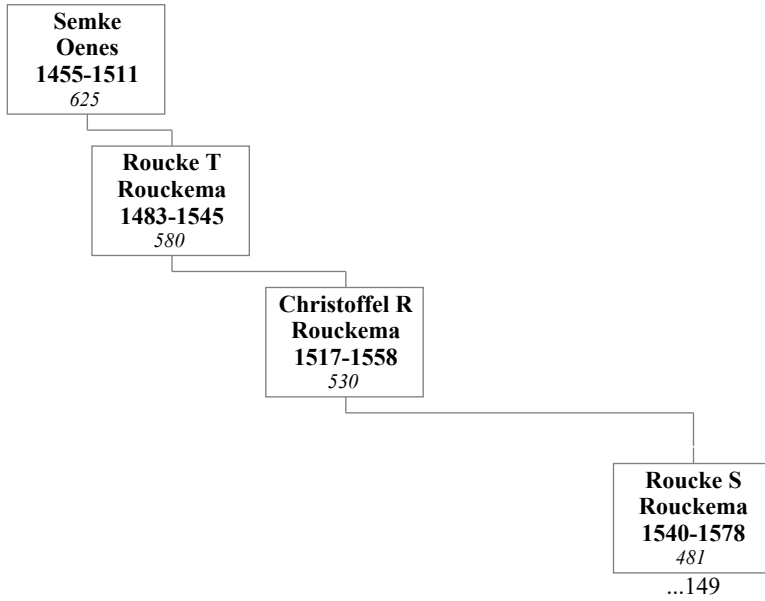 Semke
Oenes
1455-1511
625
Roucke T
Rouckema
1483-1545
580
Christoffel R
Rouckema
1517-1558
530
Roucke S
Rouckema
1540-1578
481
...149